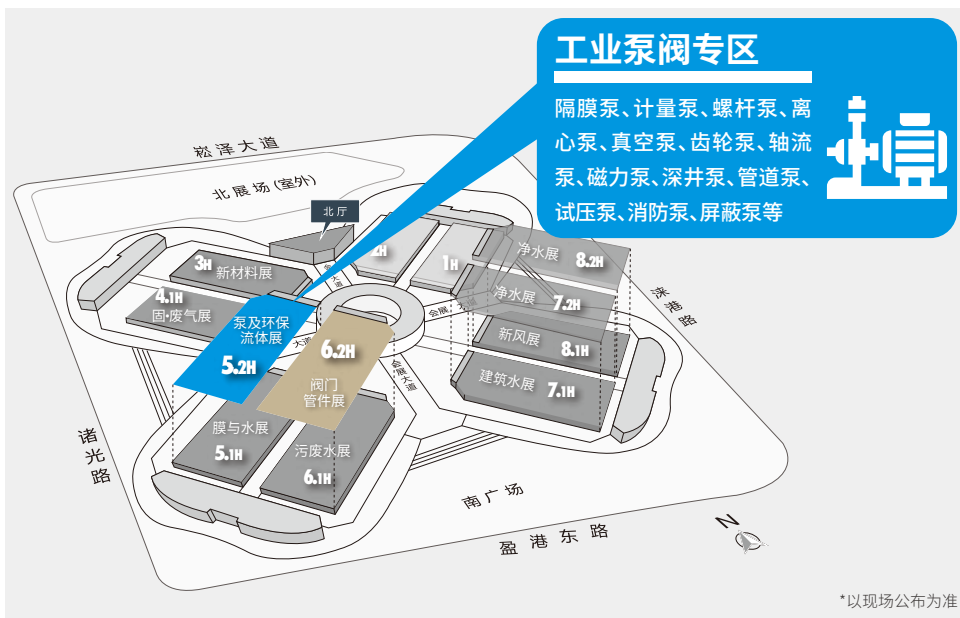 工业泵阀专区
隔膜泵、计量泵、螺杆泵、离
心泵、真空泵、齿轮泵、轴流
泵、磁力泵、深井泵、管道泵、
试压泵、消防泵、屏蔽泵等
崧泽大道
北展场(室外)
北厅
2H
1H
净水展 8.2H
3H
新材料展
4.1H
固·废气展
泵及环保
流体展
5.2H
6.2H
阀门
管件展
会展大道
净水展 7.2H
新风展 8.1H
建筑水展 7.1H
大道
会展大道
涞港路
膜与水展
5.1H
污废水展
6.1H
诸光路
南广场
盈港东路
N
*以现场公布为准